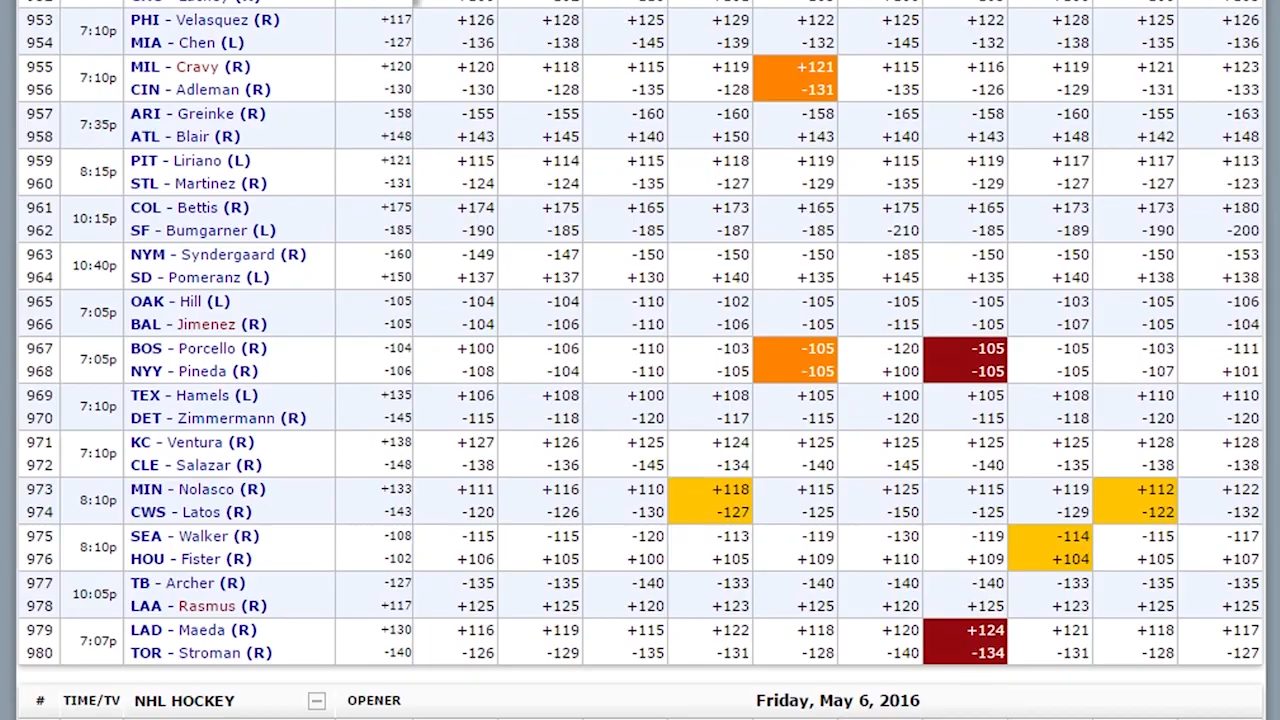 953 7:10p PHI - Velasquez (R) +117 +126 +128 +125 +129 +122 +125 +122 +128 +125 +126
954 MIA - Chen (L) -127 -136 -138 -145 -139 -132 -145 -132 -138 -135 -136
955 7:10p MIL - Cravy (R) +120 +120 +118 +115 +119 +121 +115 +116 +119 +121 +123
956 CIN - Adleman (R) -130 -130 -128 -135 -128 -131 -135 -126 -129 -131 -133
957 7:35p ARI - Greinke (R) -158 -155 -155 -160 -160 -158 -165 -158 -160 -155 -163
958 ATL - Blair (R) +148 +143 +145 +140 +150 +143 +140 +143 +148 +142 +148
959 8:15p PIT - Liriano (L) +121 +115 +114 +115 +118 +119 +115 +119 +117 +117 +113
960 STL - Martinez (R) -131 -124 -124 -135 -127 -129 -135 -129 -127 -127 -123
961 10:15p COL - Bettis (R) +175 +174 +175 +165 +173 +165 +175 +165 +173 +173 +180
962 SF - Bumgarner (L) -185 -190 -185 -185 -187 -185 -210 -185 -189 -190 -200
963 10:40p NYM - Syndergaard (R) -160 -149 -147 -150 -150 -150 -185 -150 -150 -150 -153
964 SD - Pomeranz (L) +150 +137 +137 +130 +140 +135 +145 +135 +140 +138 +138
965 7:05p OAK - Hill (L) -105 -104 -104 -110 -102 -105 -105 -105 -103 -105 -106
966 BAL - Jimenez (R) -105 -104 -106 -110 -106 -105 -115 -105 -107 -105 -104
967 7:05p BOS - Porcello (R) -104 +100 -106 -110 -103 -105 -120 -105 -105 -103 -111
968 NYY - Pineda (R) -106 -108 -104 -110 -105 -105 +100 -105 -105 -107 +101
969 7:10p TEX - Hamels (L) +135 +106 +108 +100 +108 +105 +100 +105 +108 +110 +110
970 DET - Zimmermann (R) -145 -115 -118 -120 -117 -115 -120 -115 -118 -120 -120
971 7:10p KC - Ventura (R) +138 +127 +126 +125 +124 +125 +125 +125 +125 +128 +128
972 CLE - Salazar (R) -148 -138 -136 -145 -134 -140 -145 -140 -135 -138 -138
973 8:10p MIN - Nolasco (R) +133 +111 +116 +110 +118 +115 +125 +115 +119 +112 +122
974 CWS - Latos (R) -143 -120 -126 -130 -127 -125 -150 -125 -129 -122 -132
975 8:10p SEA - Walker (R) -108 -115 -115 -120 -113 -119 -130 -119 -114 -115 -117
976 HOU - Fister (R) -102 +106 +105 +100 +105 +109 +110 +109 +104 +105 +107
977 10:05p TB - Archer (R) -127 -135 -135 -140 -133 -140 -140 -140 -133 -135 -135
978 LAA - Rasmus (R) +117 +125 +125 +120 +123 +125 +120 +125 +123 +125 +125
979 7:07p LAD - Maeda (R) +130 +116 +119 +115 +122 +118 +120 +124 +121 +118 +117
980 TOR - Stroman (R) -140 -126 -129 -135 -131 -128 -140 -134 -131 -128 -127
# TIME/TV NHL HOCKEY OPENER Friday, May 6, 2016